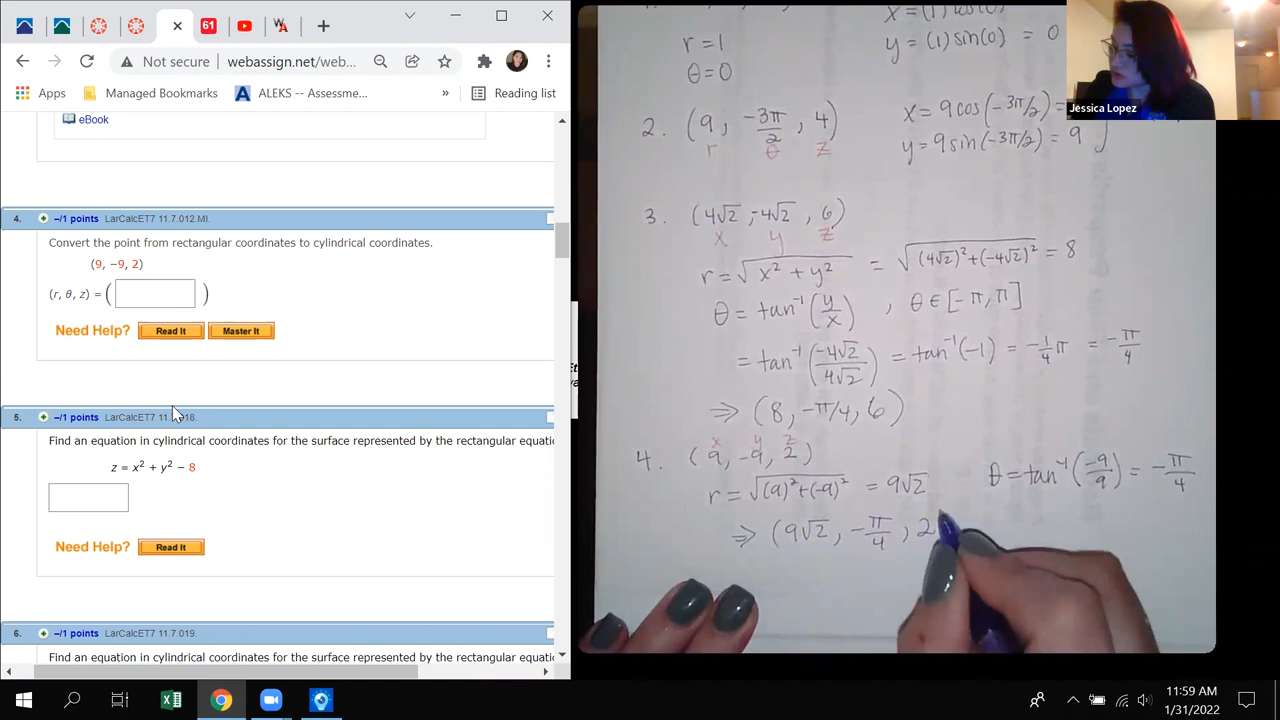 61
Not secure webassign.net/web...
Apps Managed Bookmarks ALEKS -- Assessme... » Reading list
eBook
4. –/1 points LarCalcET7 11.7.012.MI.
Convert the point from rectangular coordinates to cylindrical coordinates.
(9, −9, 2)
(r, θ, z) = ( )
Need Help? Read It Master It
5. –/1 points LarCalcET7 11. 018.
Find an equation in cylindrical coordinates for the surface represented by the rectangular equatio
z = x² + y² − 8
Need Help? Read It
6. –/1 points LarCalcET7 11.7.019.
Find an equation in cylindrical coordinates for the surface represented by the rectangular equatio
r = 1
θ = 0
x = (1) cos(0)
y = (1) sin(0) = 0
Jessica Lopez
2. (9, -3π/2, 4)
r θ z
x = 9cos(-3π/2) =
y = 9sin(-3π/2) = 9
3. (4√2, -4√2, 6)
x y z
r = √(x² + y²) = √((4√2)² + (-4√2)²) = 8
θ = tan⁻¹(y/x), θ ∈ [-π, π]
= tan⁻¹(-4√2/4√2) = tan⁻¹(-1) = -1/4 π = -π/4
⇒ (8, -π/4, 6)
x y z
4. (9, -9, 2)
r = √((9)² + (-9)²) = 9√2
θ = tan⁻¹(-9/9) = -π/4
⇒ (9√2, -π/4, 2
11:59 AM
1/31/2022